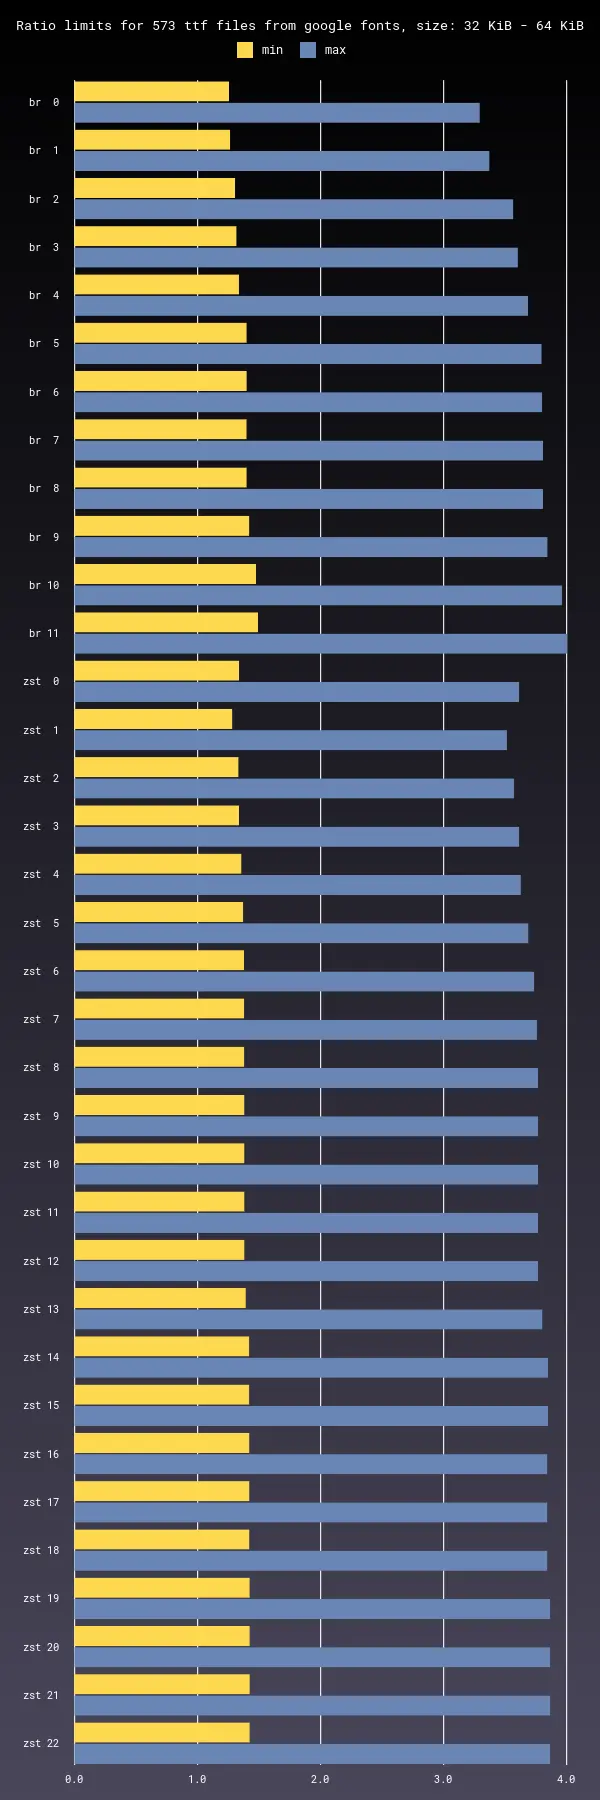 Ratio limits for 573 ttf files from google fonts, size: 32 KiB - 64 KiB
min max
br 0
br 1
br 2
br 3
br 4
br 5
br 6
br 7
br 8
br 9
br 10
br 11
zst 0
zst 1
zst 2
zst 3
zst 4
zst 5
zst 6
zst 7
zst 8
zst 9
zst 10
zst 11
zst 12
zst 13
zst 14
zst 15
zst 16
zst 17
zst 18
zst 19
zst 20
zst 21
zst 22
0.0 1.0 2.0 3.0 4.0